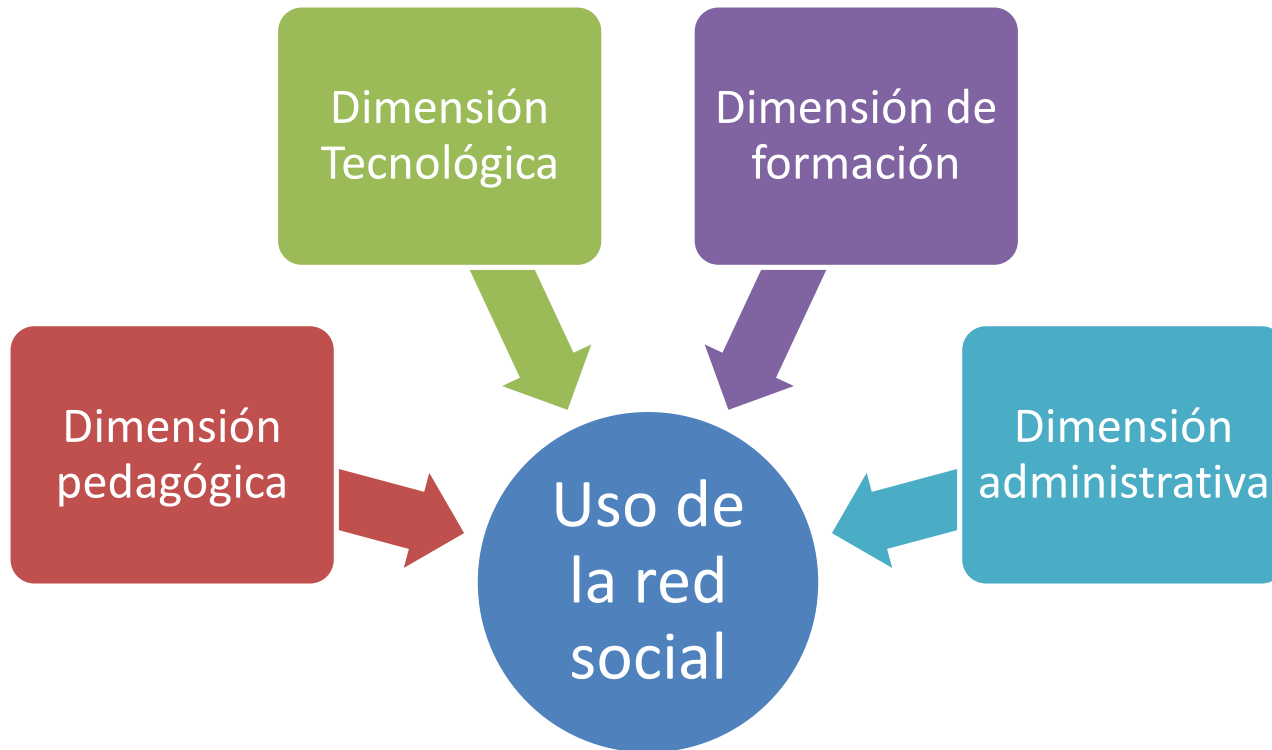 Dimensión
Tecnológica
Dimensión de
formación
Dimensión
pedagógica
Dimensión
administrativa
Uso de
la red
social